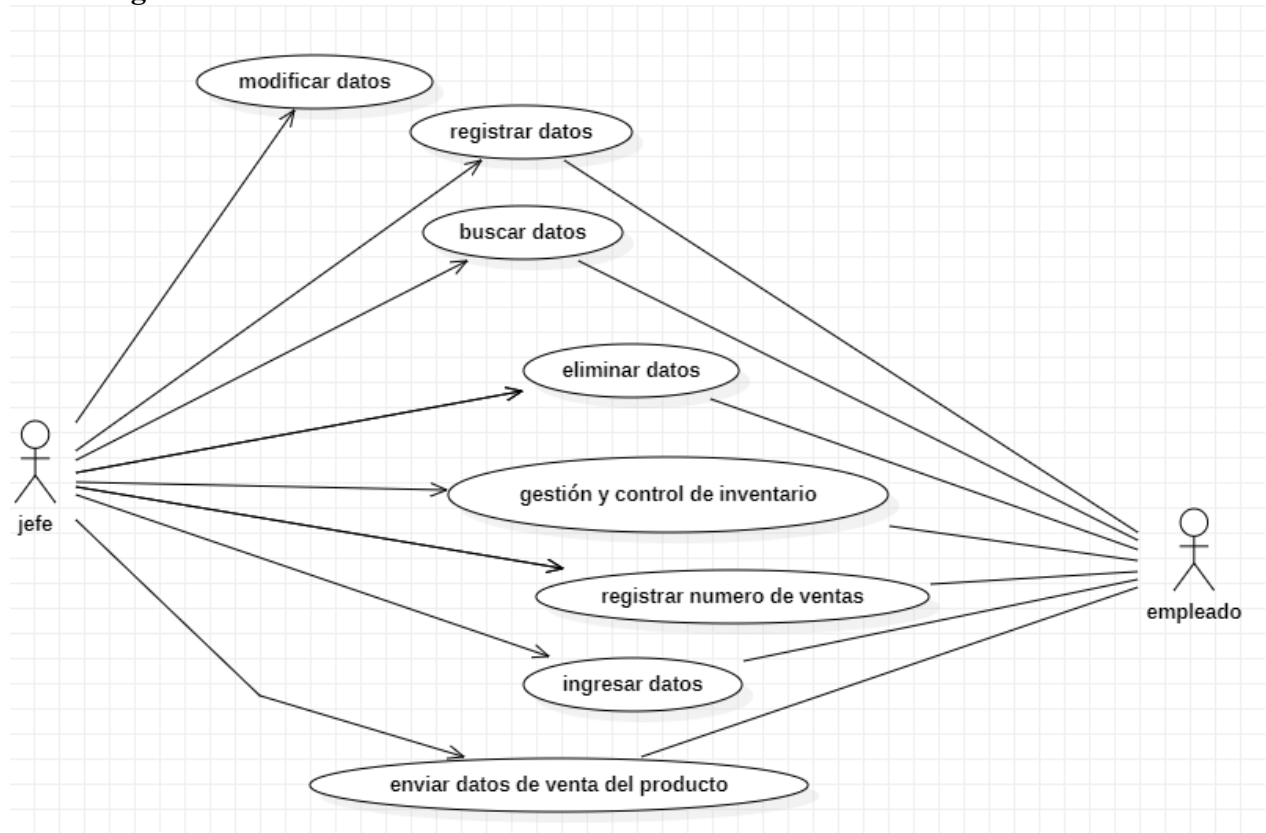 modificar datos
registrar datos
buscar datos
eliminar datos
gestión y control de inventario
jefe
registrar numero de ventas
empleado
ingresar datos
enviar datos de venta del producto